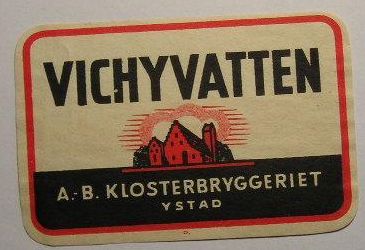 VICHYVATTEN
A.-B. KLOSTERBRYGGERIET
YSTAD